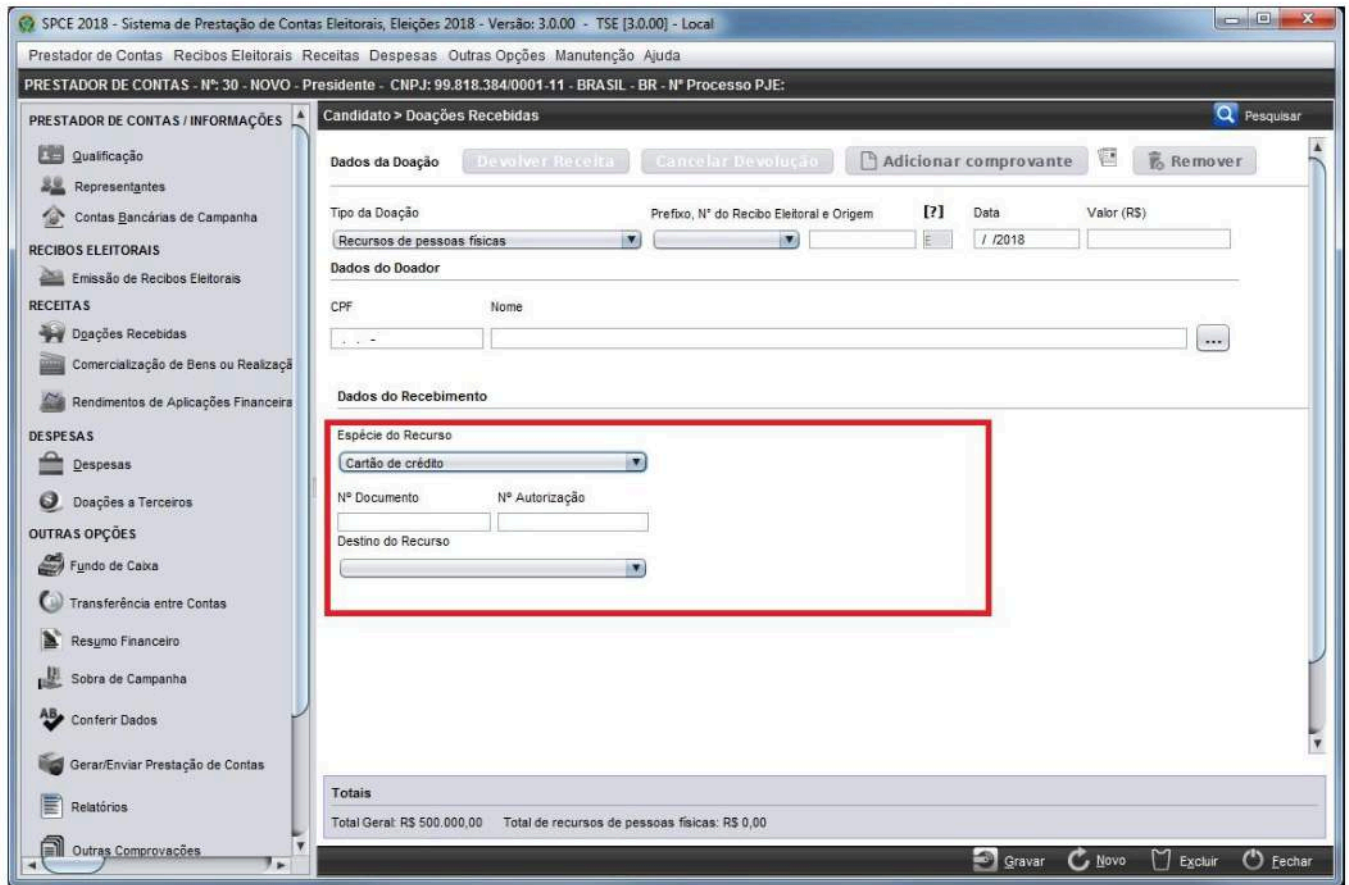 SPCE 2018 - Sistema de Prestação de Contas Eleitorais, Eleições 2018 - Versão: 3.0.00 - TSE [3.0.00] - Local
Prestador de Contas Recibos Eleitorais Receitas Despesas Outras Opções Manutenção Ajuda
PRESTADOR DE CONTAS - Nº: 30 - NOVO - Presidente - CNPJ: 99.818.384/0001-11 - BRASIL - BR - Nº Processo PJE:
PRESTADOR DE CONTAS / INFORMAÇÕES
Qualificação
Representantes
Contas Bancárias de Campanha
RECIBOS ELEITORAIS
Emissão de Recibos Eleitorais
RECEITAS
Doações Recebidas
Comercialização de Bens ou Realizaçã
Rendimentos de Aplicações Financeira
DESPESAS
Despesas
Doações a Terceiros
OUTRAS OPÇÕES
Fundo de Caixa
Transferência entre Contas
Resumo Financeiro
Sobra de Campanha
Conferir Dados
Gerar/Enviar Prestação de Contas
Relatórios
Outras Comprovações
Candidato > Doações Recebidas
Pesquisar
Dados da Doação Devolver Receita Cancelar Devolução Adicionar comprovante Remover
Tipo da Doação Prefixo, N° do Recibo Eleitoral e Origem [?] Data Valor (R$)
Recursos de pessoas físicas E / /2018
Dados do Doador
CPF Nome
. . - ...
Dados do Recebimento
Espécie do Recurso
Cartão de crédito
Nº Documento Nº Autorização
Destino do Recurso
Totais
Total Geral: R$ 500.000,00 Total de recursos de pessoas físicas: R$ 0,00
Gravar Novo Excluir Fechar